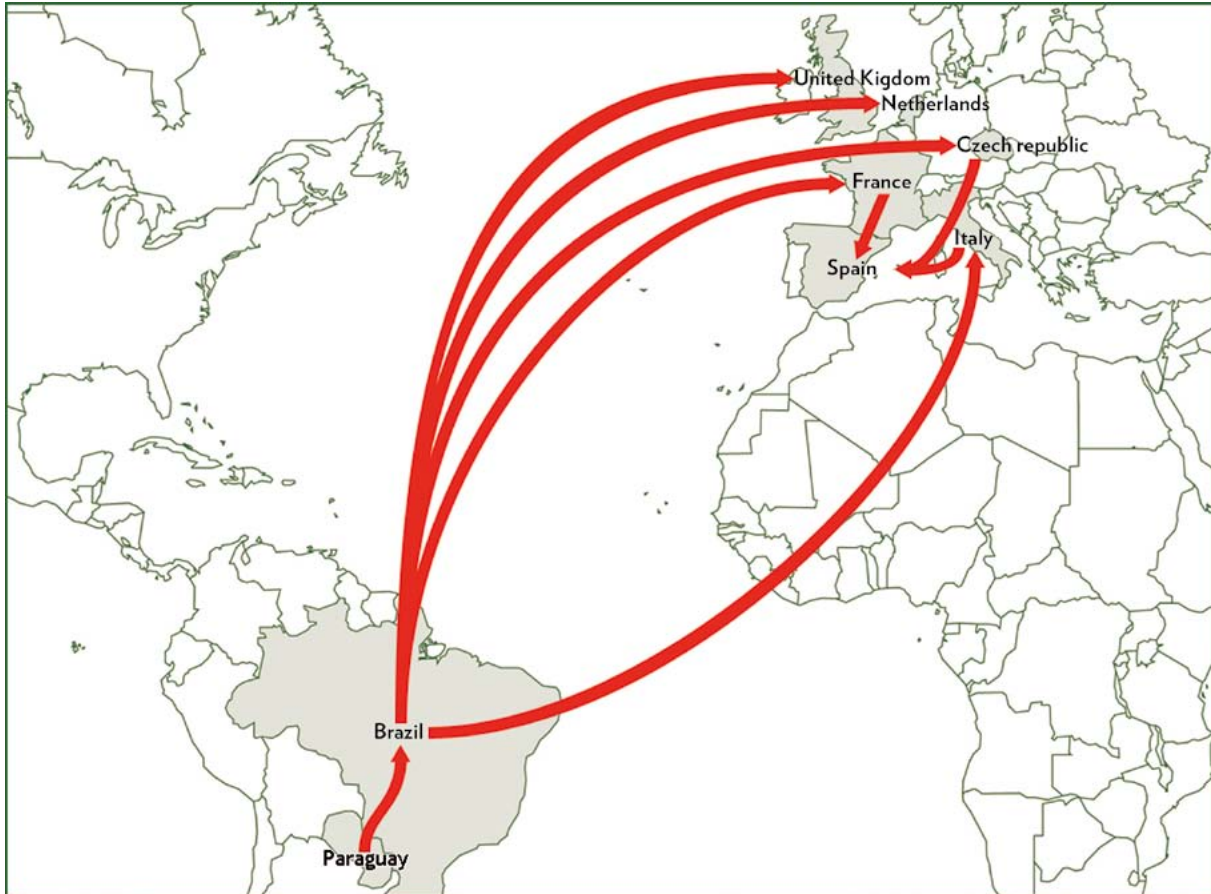 United Kigdom
Netherlands
Czech republic
France
Italy
Spain
Brazil
Paraguay